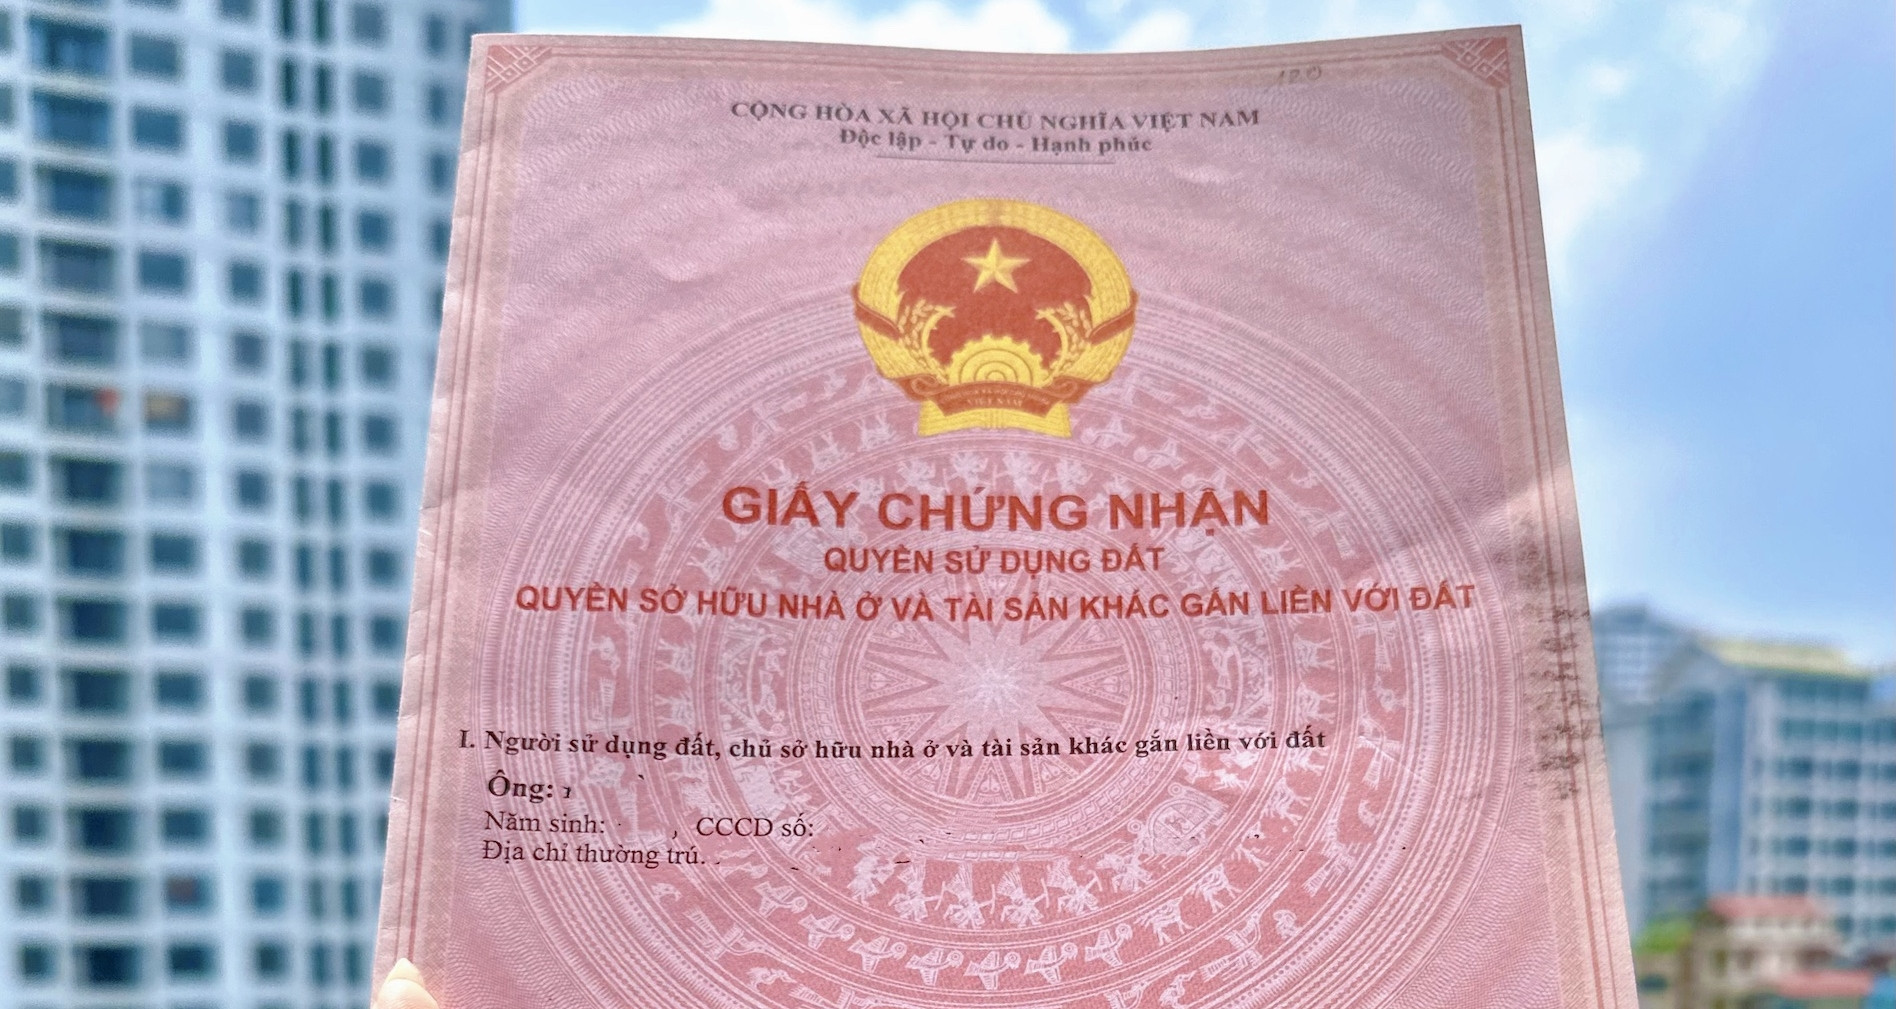 120
CỘNG HÒA XÃ HỘI CHỦ NGHĨA VIỆT NAM
Độc lập - Tự do - Hạnh phúc
VIỆT NAM
GIẤY CHỨNG NHẬN
QUYỀN SỬ DỤNG ĐẤT
QUYỀN SỞ HỮU NHÀ Ở VÀ TÀI SẢN KHÁC GẮN LIỀN VỚI ĐẤT
I. Người sử dụng đất, chủ sở hữu nhà ở và tài sản khác gắn liền với đất
Ông:
Năm sinh: , CCCD số:
Địa chỉ thường trú.